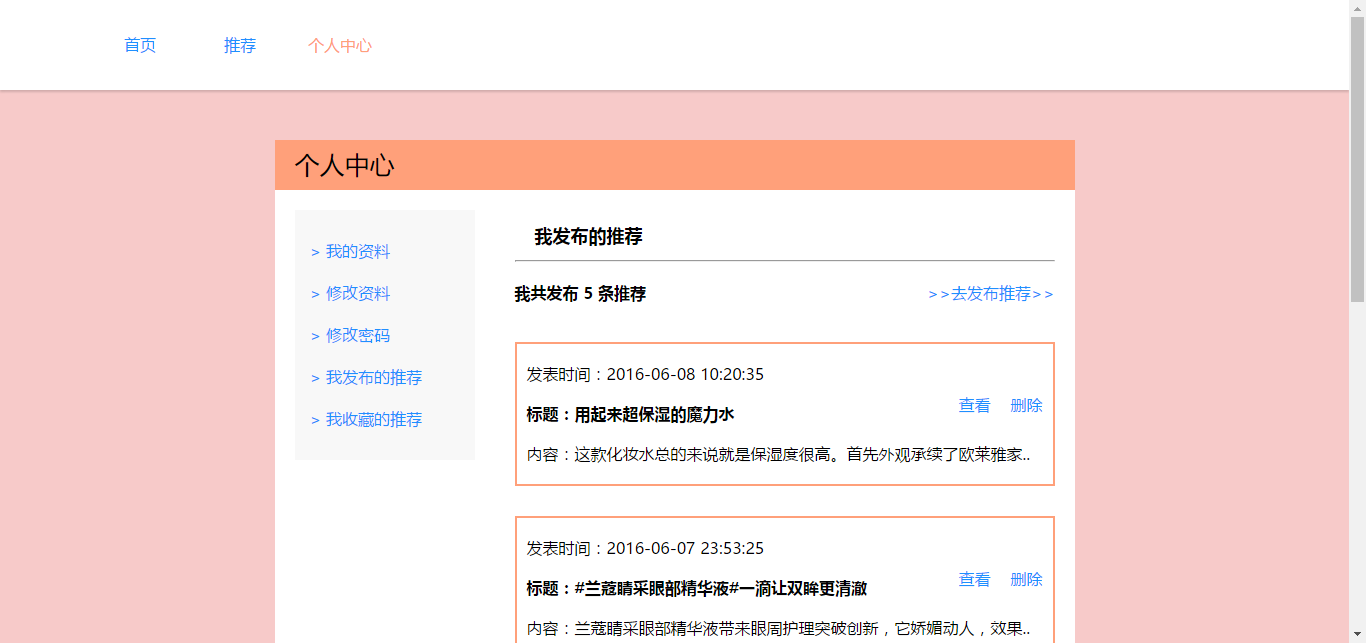 首页 推荐 个人中心
个人中心
> 我的资料
> 修改资料
> 修改密码
> 我发布的推荐
> 我收藏的推荐
我发布的推荐
我共发布 5 条推荐 >>去发布推荐>>
发表时间：2016-06-08 10:20:35
标题：用起来超保湿的魔力水
查看 删除
内容：这款化妆水总的来说就是保湿度很高。首先外观承续了欧莱雅家..
发表时间：2016-06-07 23:53:25
标题：#兰蔻睛采眼部精华液#一滴让双眸更清澈
查看 删除
内容：兰蔻睛采眼部精华液带来眼周护理突破创新，它娇媚动人，效果..